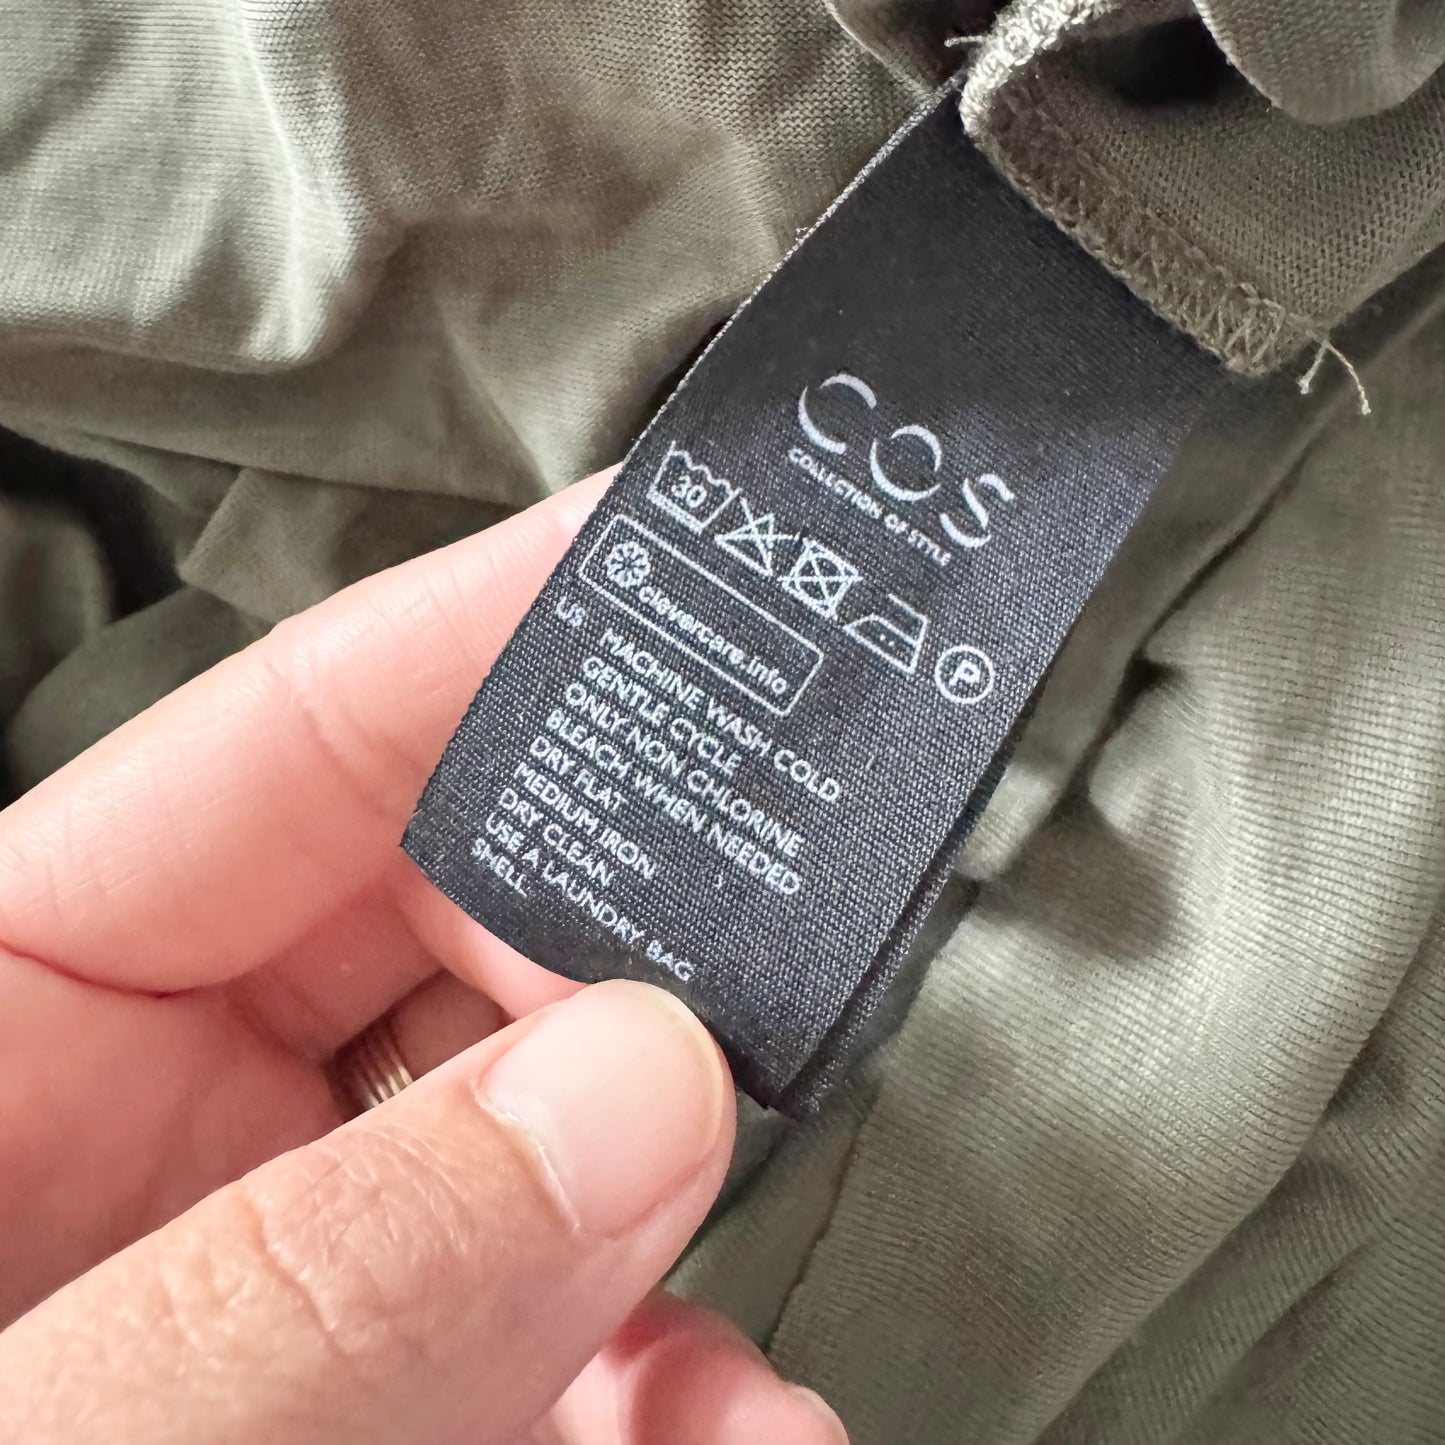 COS
COLLECTION OF STYLE
30
P
clevercare.info
US MACHINE WASH COLD
GENTLE CYCLE
ONLY NON CHLORINE
BLEACH WHEN NEEDED
DRY FLAT
MEDIUM IRON
DRY CLEAN
USE A LAUNDRY BAG
SHELL